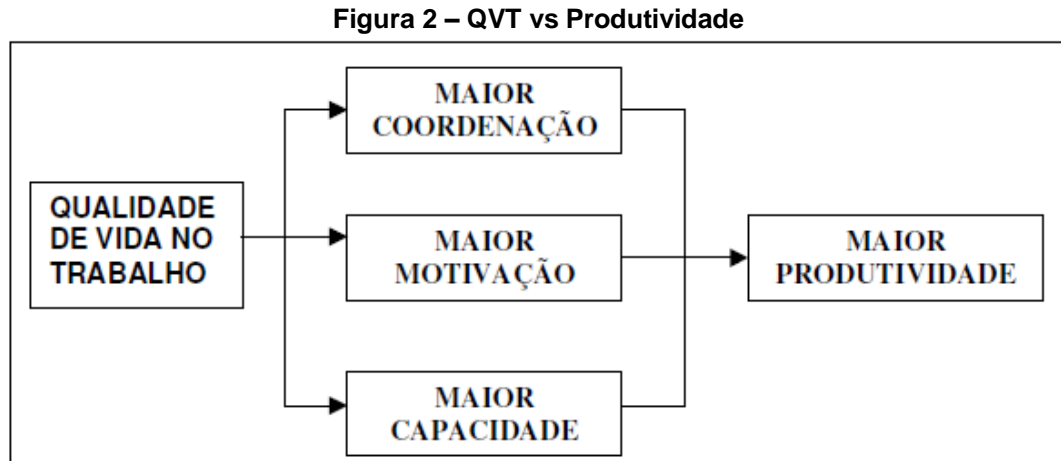 Figura 2 – QVT vs Produtividade
MAIOR
COORDENAÇÃO
QUALIDADE
DE VIDA NO
TRABALHO
MAIOR
MOTIVAÇÃO
MAIOR
PRODUTIVIDADE
MAIOR
CAPACIDADE